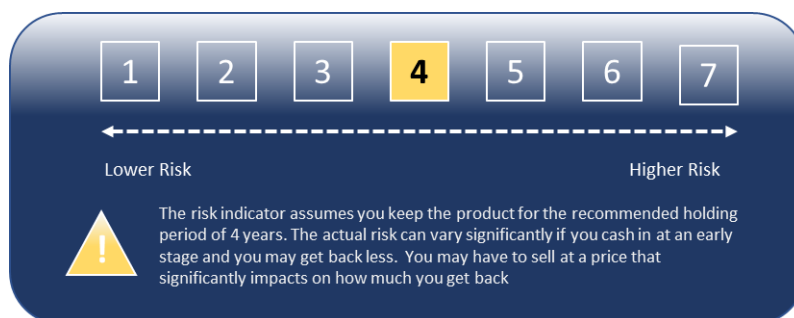 1 2 3 4 5 6 7
Lower Risk Higher Risk
!
The risk indicator assumes you keep the product for the recommended holding
period of 4 years. The actual risk can vary significantly if you cash in at an early
stage and you may get back less. You may have to sell at a price that
significantly impacts on how much you get back